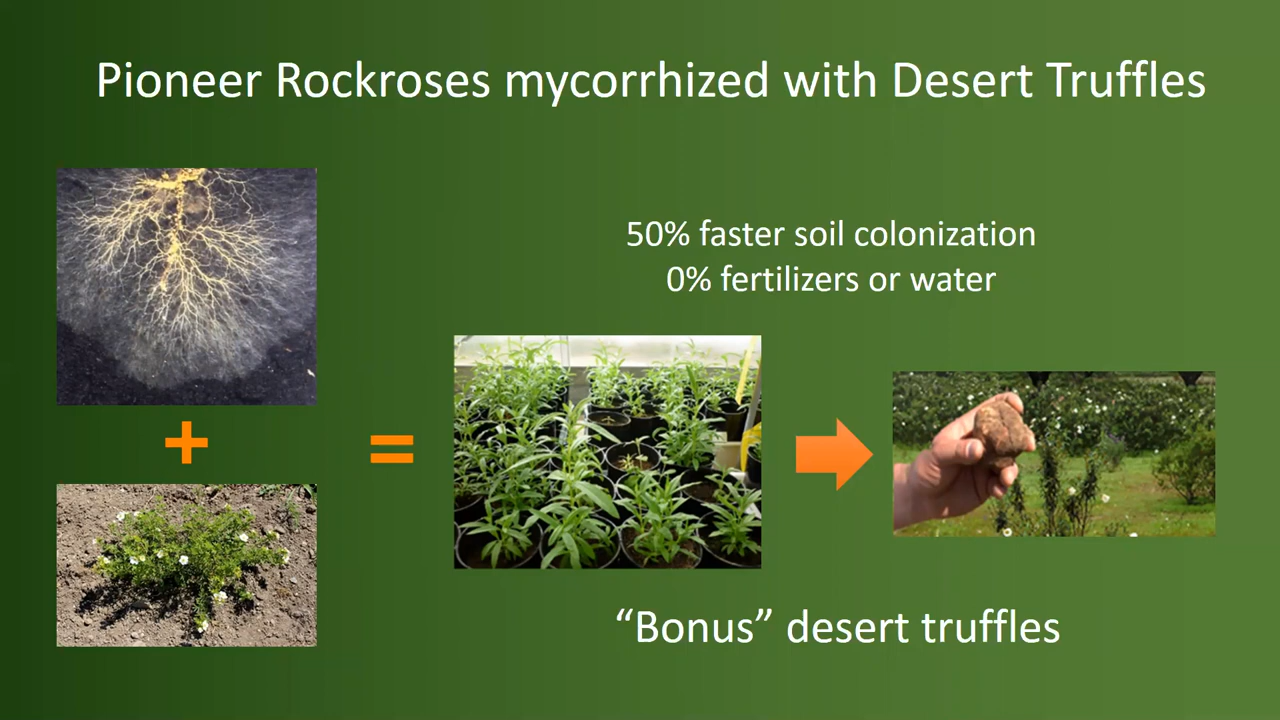 Pioneer Rockroses mycorrhized with Desert Truffles
50% faster soil colonization
0% fertilizers or water
+
=
“Bonus” desert truffles